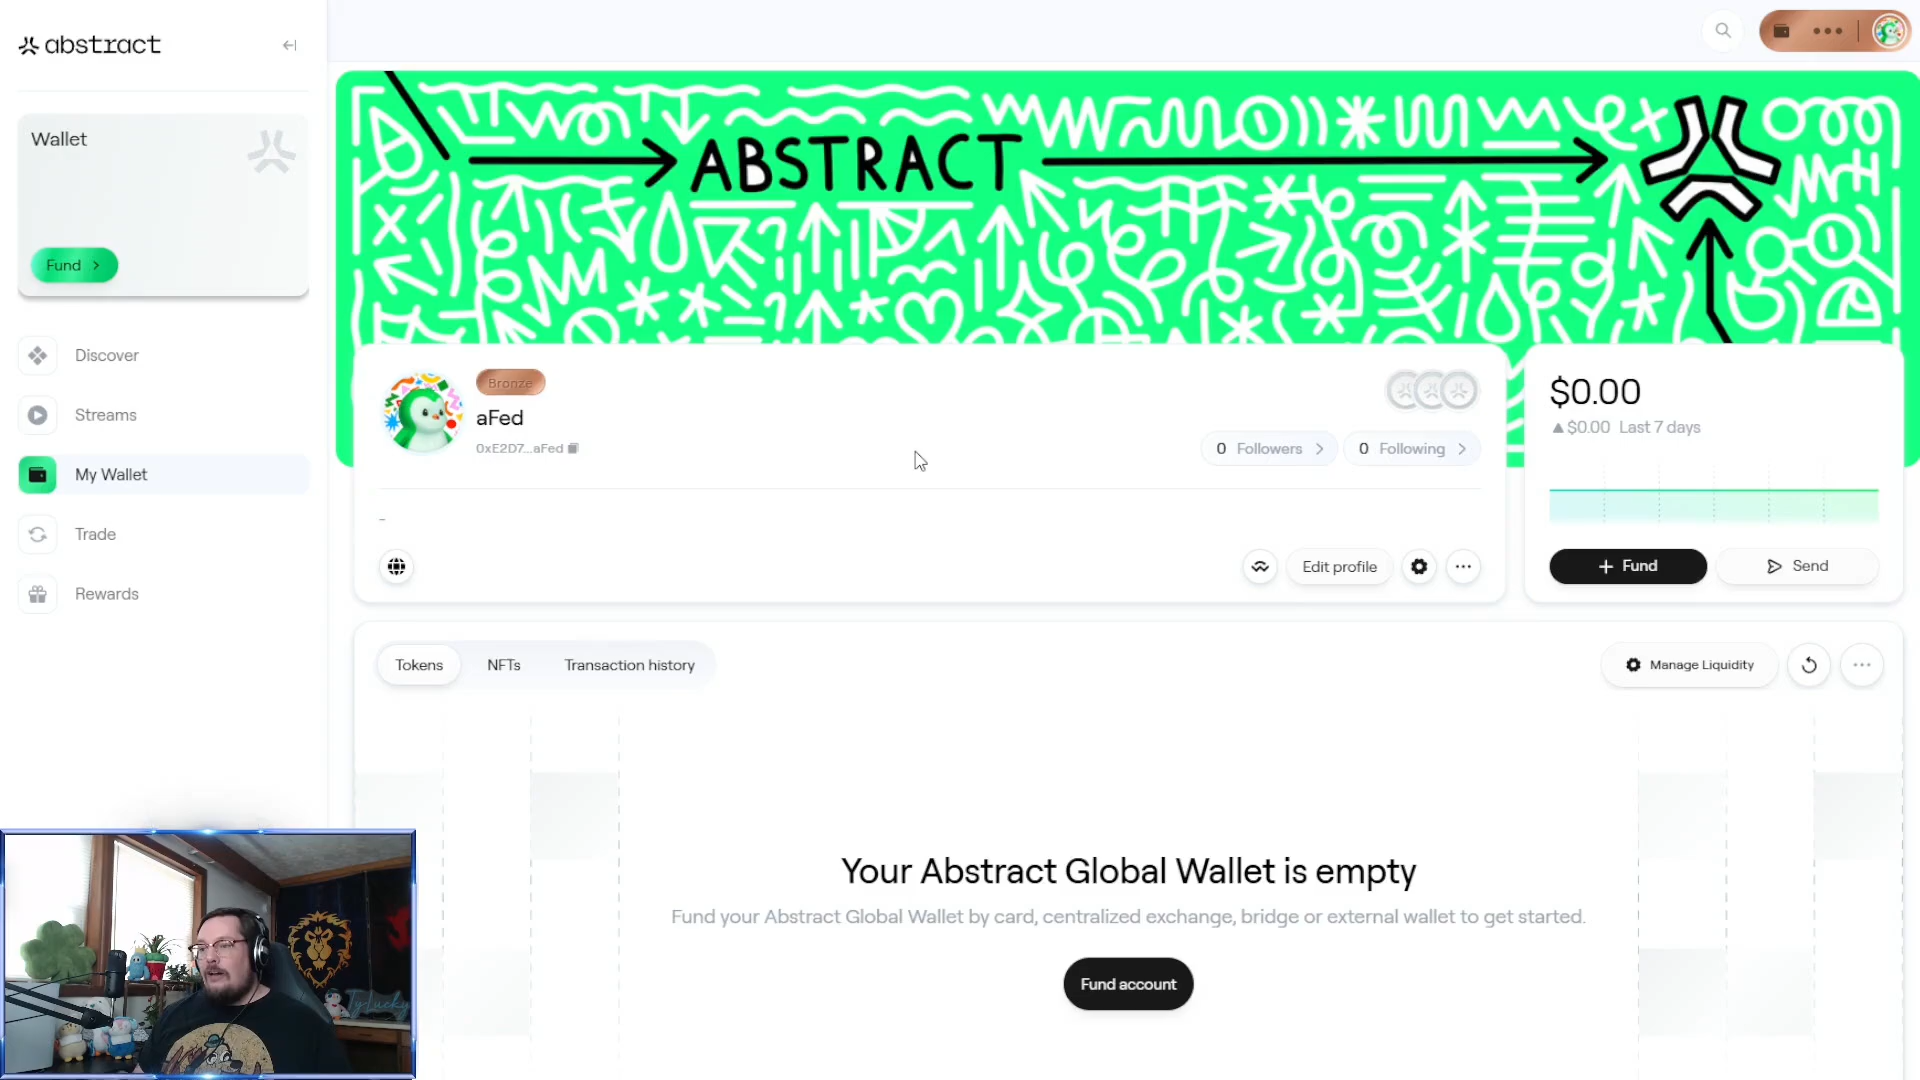 abstract
Wallet
Fund
Discover
Streams
My Wallet
Trade
Rewards
ABSTRACT
Bronze
aFed
0xE2D7...aFed
0 Followers
0 Following
-
Edit profile
$0.00
$0.00 Last 7 days
Fund
Send
Tokens
NFTs
Transaction history
Manage Liquidity
Your Abstract Global Wallet is empty
Fund your Abstract Global Wallet by card, centralized exchange, bridge or external wallet to get started.
Fund account
TyLucky